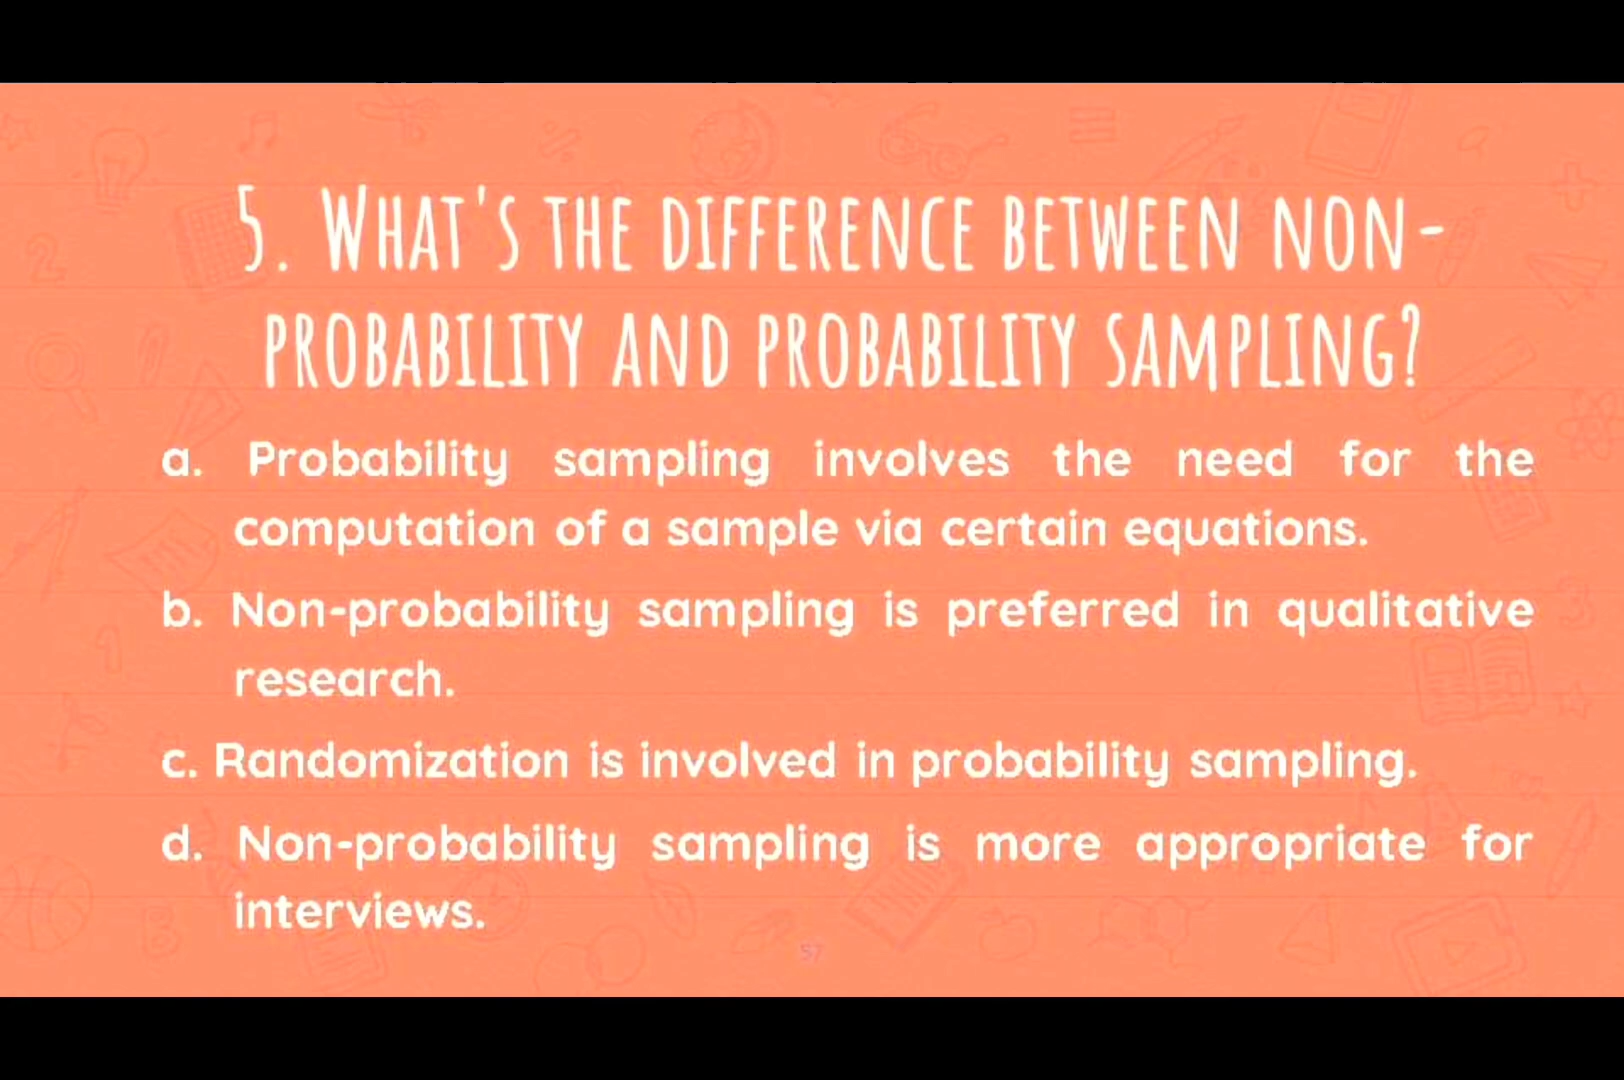 5. What's the difference between non-
probability and probability sampling?
a. Probability sampling involves the need for the
computation of a sample via certain equations.
b. Non-probability sampling is preferred in qualitative
research.
c. Randomization is involved in probability sampling.
d. Non-probability sampling is more appropriate for
interviews.
57